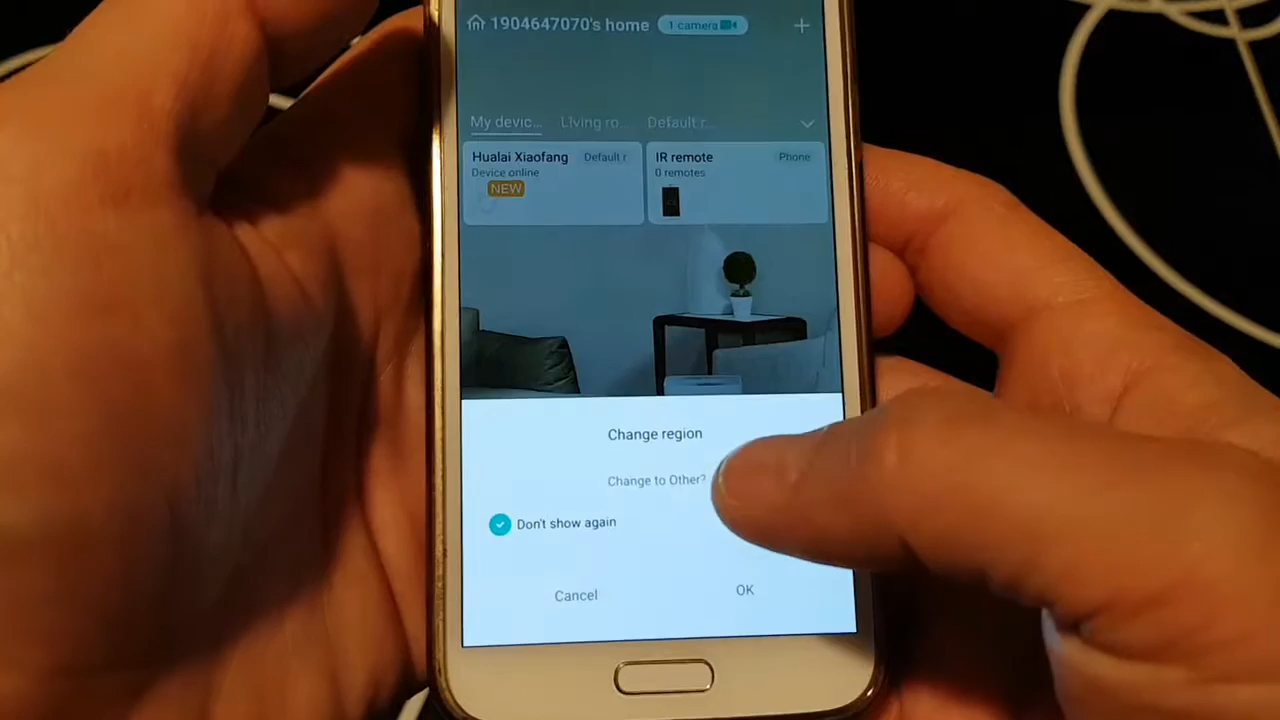 1904647070's home 1 camera
My devic... Living ro... Default r...
Hualai Xiaofang Default r
Device online
NEW
IR remote Phone
0 remotes
Change region
Change to Other?
Don't show again
Cancel OK